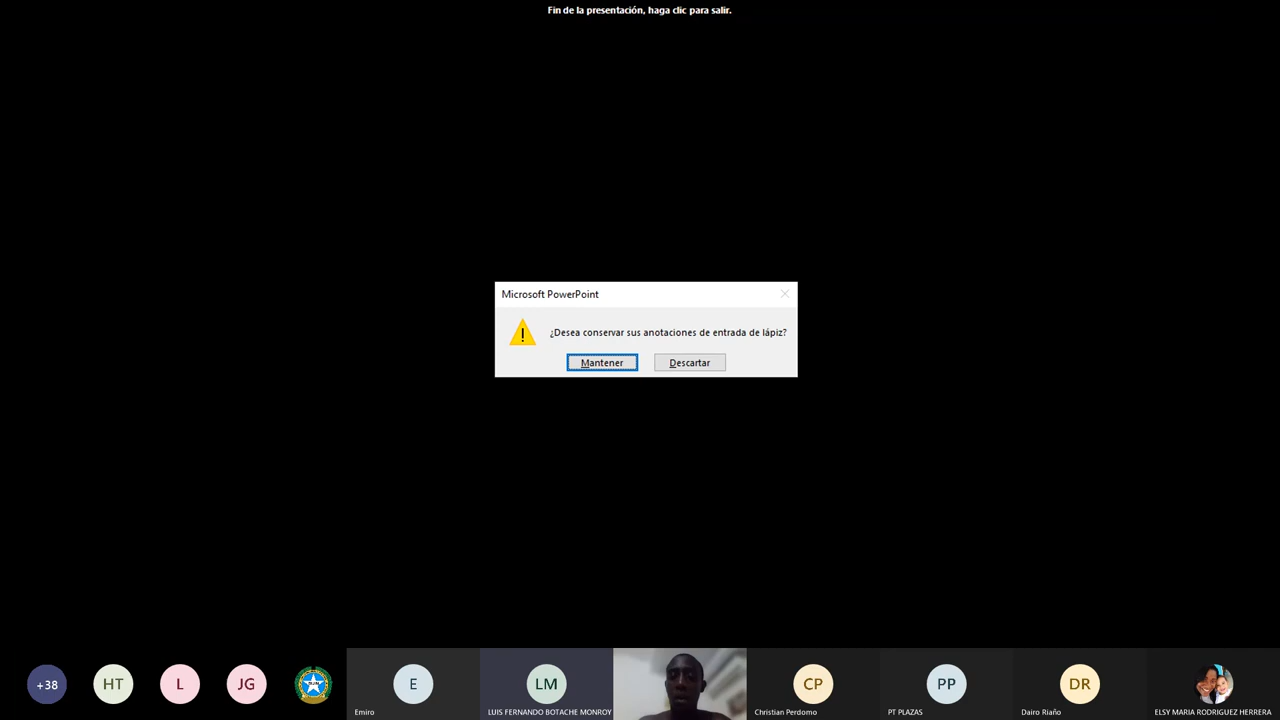 Fin de la presentación, haga clic para salir.
Microsoft PowerPoint
¿Desea conservar sus anotaciones de entrada de lápiz?
Mantener
Descartar
+38
HT
L
JG
E
LM
CP
PP
DR
Emiro
LUIS FERNANDO BOTACHE MONROY
Christian Perdomo
PT PLAZAS
Dairo Riaño
ELSY MARIA RODRIGUEZ HERRERA